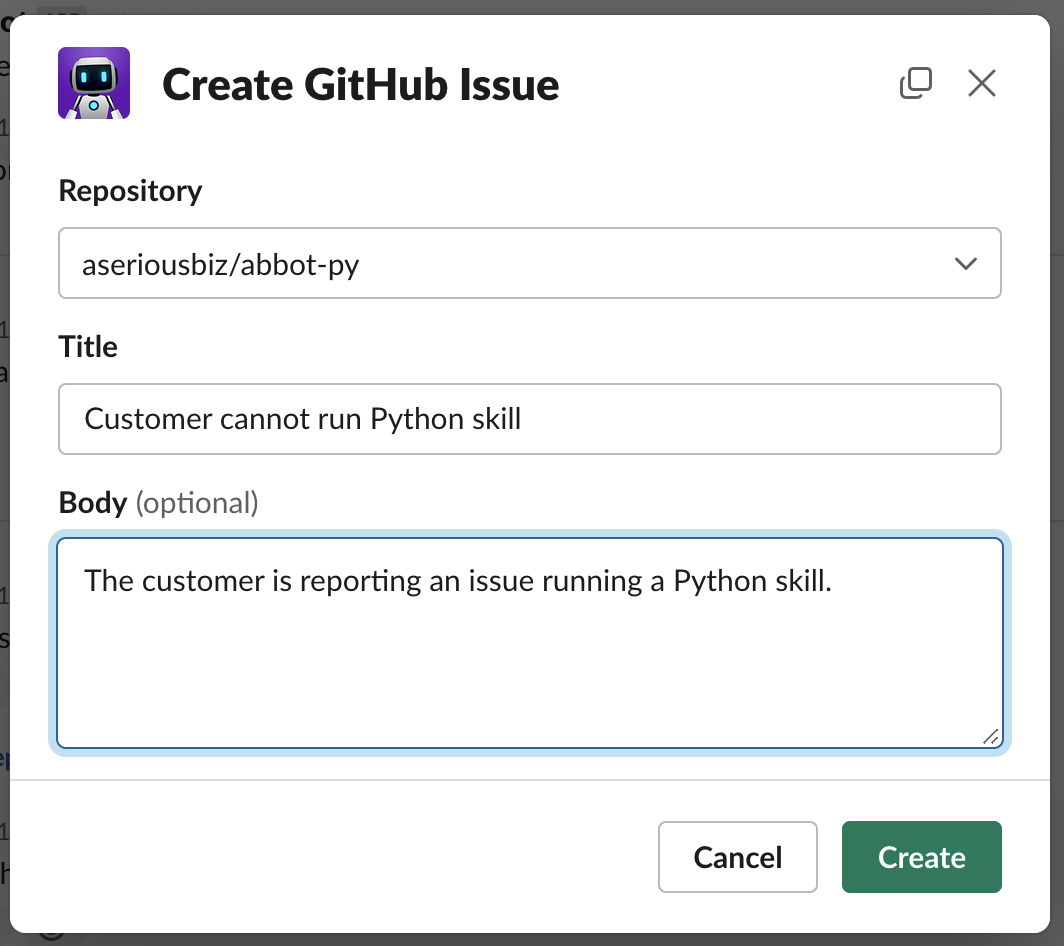 Create GitHub Issue
Repository
aseriousbiz/abbot-py
Title
Customer cannot run Python skill
Body (optional)
The customer is reporting an issue running a Python skill.
Cancel
Create